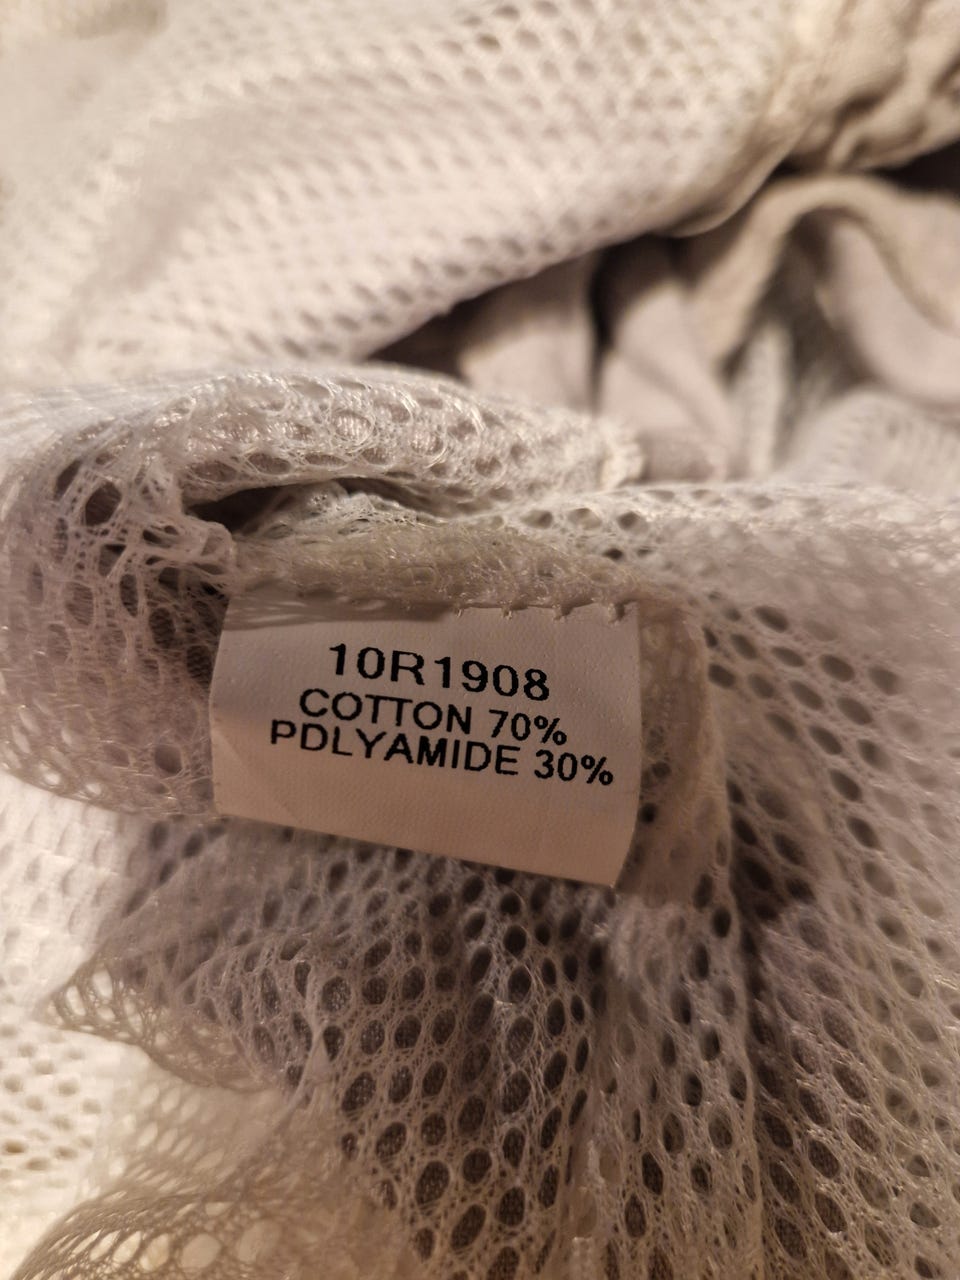 10R1908
COTTON 70%
PDLYAMIDE 30%